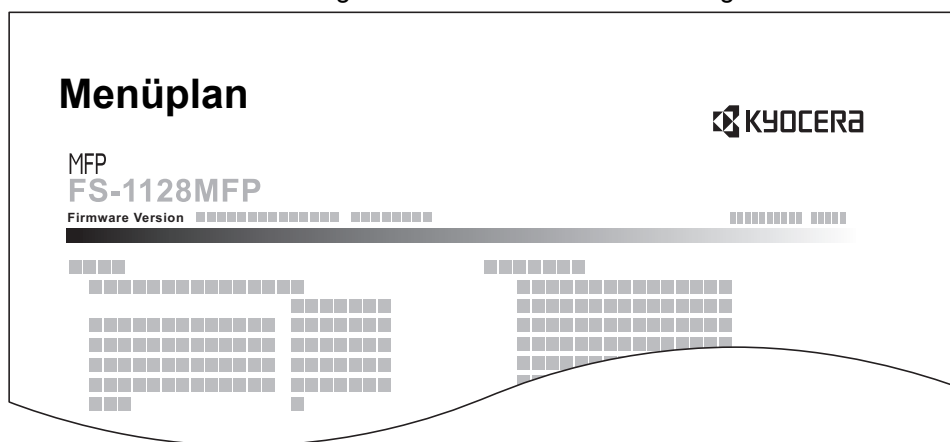 Menüplan
KYOCERA
MFP
FS-1128MFP
Firmware Version